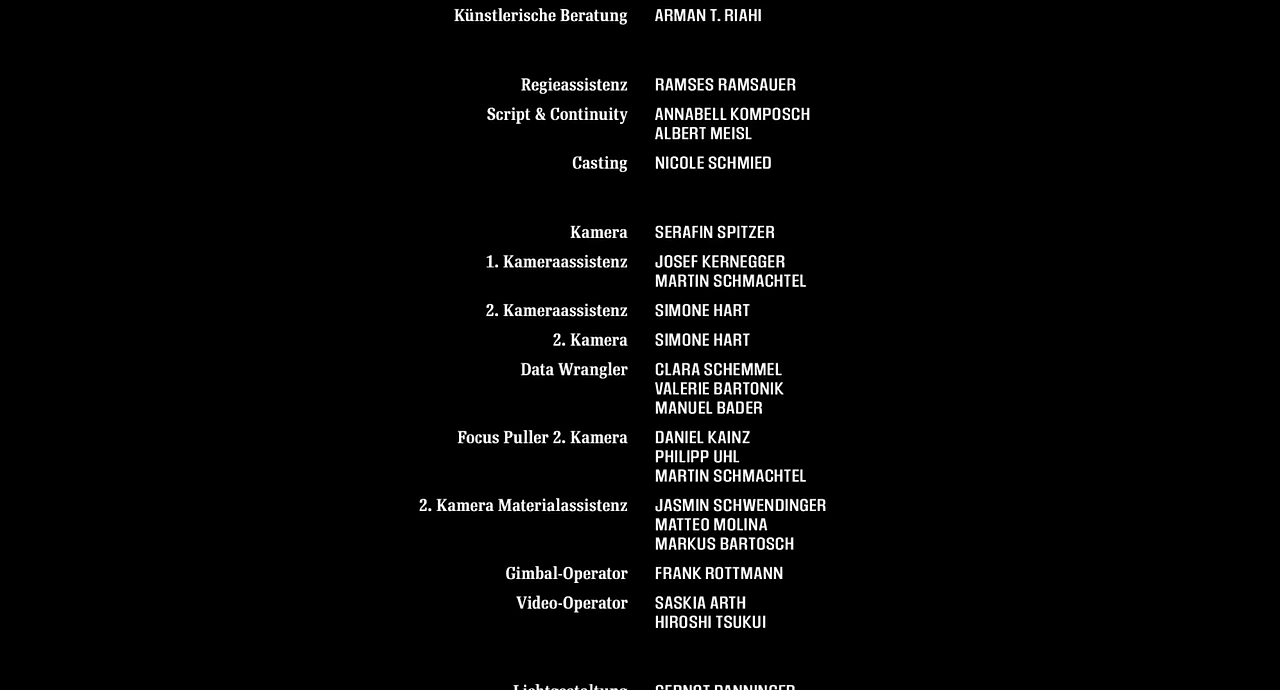 Künstlerische Beratung ARMAN T. RIAHI
Regieassistenz RAMSES RAMSAUER
Script & Continuity ANNABELL KOMPOSCH
ALBERT MEISL
Casting NICOLE SCHMIED
Kamera SERAFIN SPITZER
1. Kameraassistenz JOSEF KERNEGGER
MARTIN SCHMACHTEL
2. Kameraassistenz SIMONE HART
2. Kamera SIMONE HART
Data Wrangler CLARA SCHEMMEL
VALERIE BARTONIK
MANUEL BADER
Focus Puller 2. Kamera DANIEL KAINZ
PHILIPP UHL
MARTIN SCHMACHTEL
2. Kamera Materialassistenz JASMIN SCHWENDINGER
MATTEO MOLINA
MARKUS BARTOSCH
Gimbal-Operator FRANK ROTTMANN
Video-Operator SASKIA ARTH
HIROSHI TSUKUI